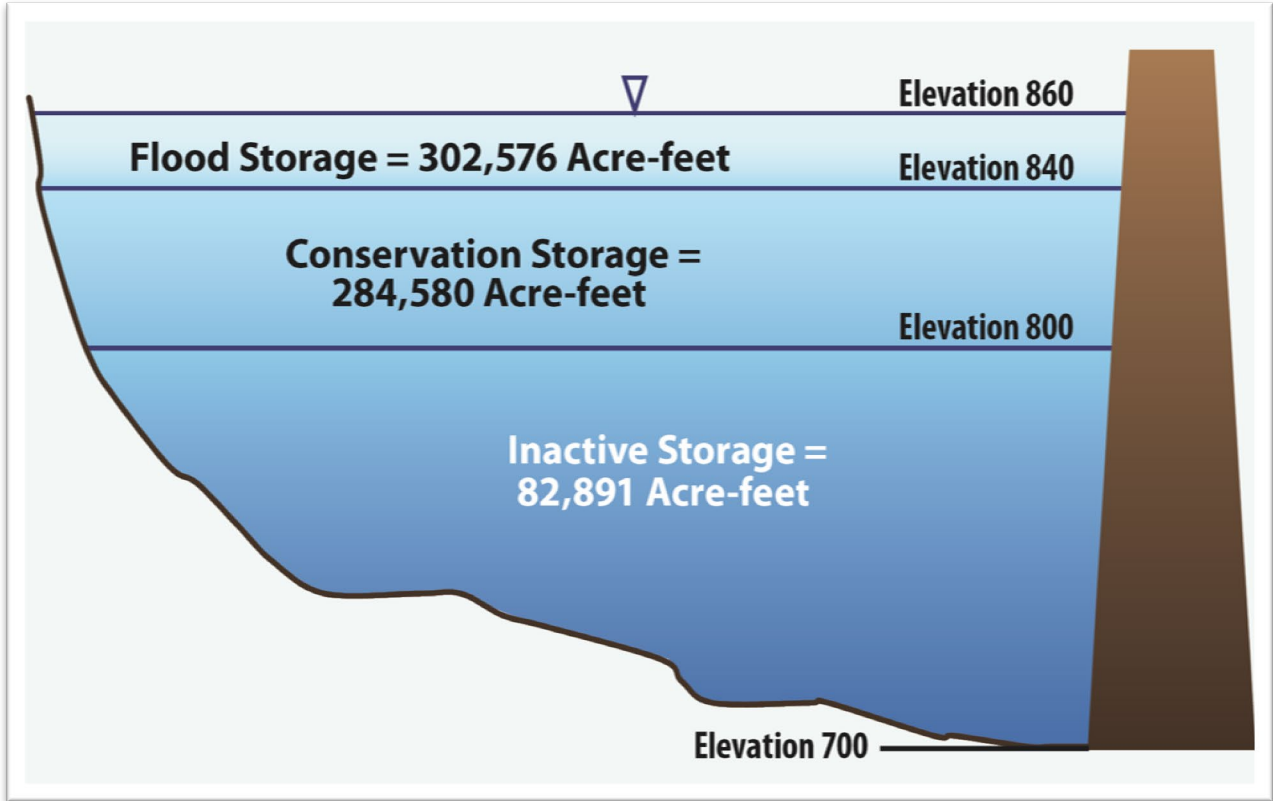 Elevation 860
Flood Storage = 302,576 Acre-feet
Elevation 840
Conservation Storage =
284,580 Acre-feet
Elevation 800
Inactive Storage =
82,891 Acre-feet
Elevation 700